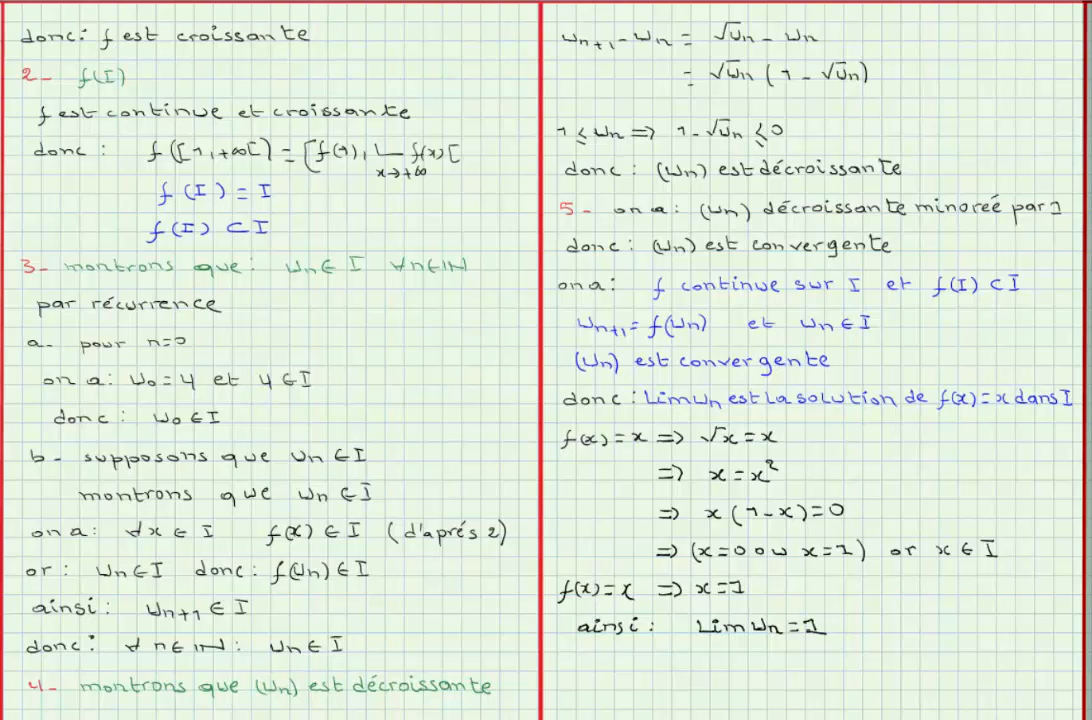 donc: f est croissante
2- f(I)
f est continue et croissante
donc : f([1,+∞[) = [f(1), L f(x)[
x→+∞
f(I) = I
f(I) ⊂ I
3- montrons que: Un ∈ I ∀n∈IN
par récurrence
a- pour n=0
on a: U0 = 4 et 4 ∈ I
donc : U0 ∈ I
b- supposons que Un ∈ I
montrons que Un ∈ I
on a: ∀x ∈ I f(x) ∈ I (d'aprés 2)
or : Un∈I donc: f(Un) ∈ I
ainsi: Un+1 ∈ I
donc: ∀ n∈ IN: Un ∈ I
4- montrons que (Un) est décroissante
Un+1 - Un = √Un - Un
= √Un (1 - √Un)
1 ≤ Un => 1-√Un ≤ 0
donc : (Un) est décroissante
5- on a: (Un) décroissante minoreé par 1
donc : (Un) est convergente
on a: f continue sur I et f(I) ⊂ I
Un+1 = f(Un) et Un ∈ I
(Un) est convergente
donc : Lim Un est la solution de f(x) = x dans I
f(x) = x => √x = x
=> x = x²
=> x(1-x)=0
=> (x=0 ou x=1) or x ∈ I
f(x)=x => x=1
ainsi: Lim Un = 1